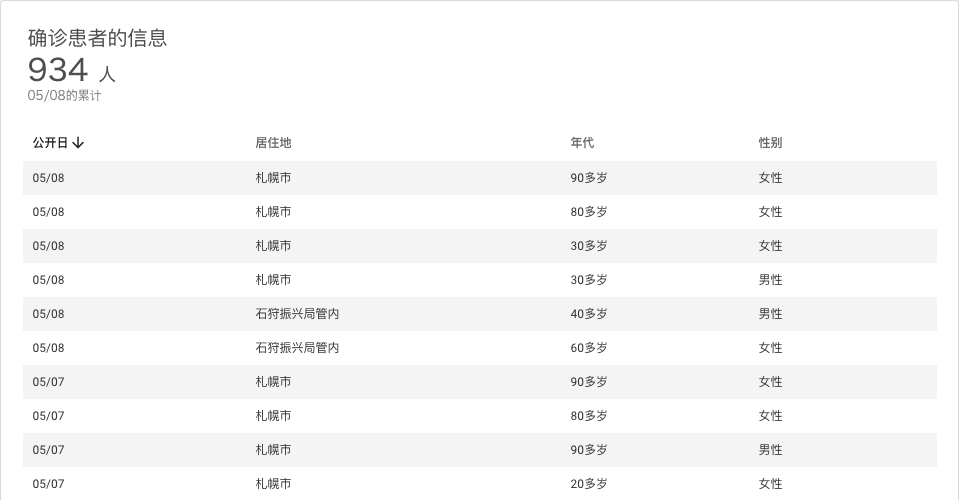 确诊患者的信息
934 人
05/08的累计
公开日↓ 居住地 年代 性别
05/08 札幌市 90多岁 女性
05/08 札幌市 80多岁 女性
05/08 札幌市 30多岁 女性
05/08 札幌市 30多岁 男性
05/08 石狩振兴局管内 40多岁 男性
05/08 石狩振兴局管内 60多岁 女性
05/07 札幌市 90多岁 女性
05/07 札幌市 80多岁 女性
05/07 札幌市 90多岁 男性
05/07 札幌市 20多岁 女性